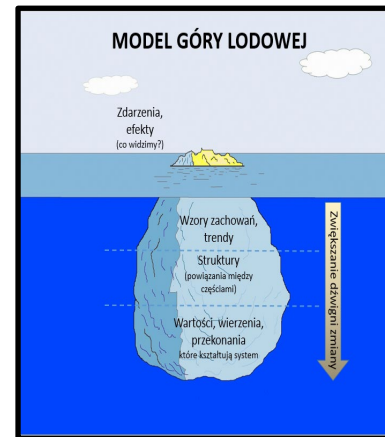 MODEL GÓRY LODOWEJ
Zdarzenia,
efekty
(co widzimy?)
Wzory zachowań,
trendy
Struktury
(powiązania między
częściami)
Wartości, wierzenia,
przekonania
które kształtują system
Zwiększanie dźwigni zmiany